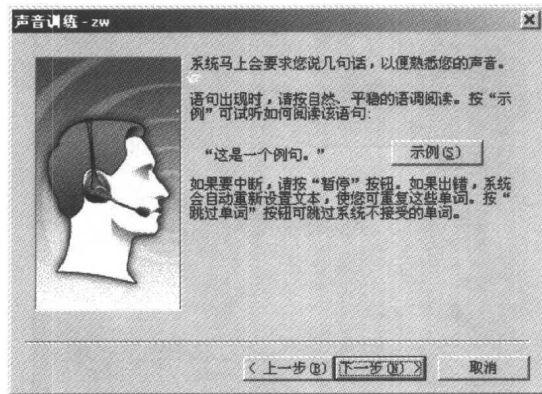 声音训练 - zw
系统马上会要求您说几句话，以便熟悉您的声音。
语句出现时，请按自然、平稳的语调阅读。按“示
例”可试听如何阅读该语句:
“这是一个例句。”
示例(S)
如果要中断，请按“暂停”按钮。如果出错，系统
会自动重新设置文本，使您可重复这些单词。按“
跳过单词”按钮可跳过系统不接受的单词。
< 上一步(B)
下一步(N) >
取消